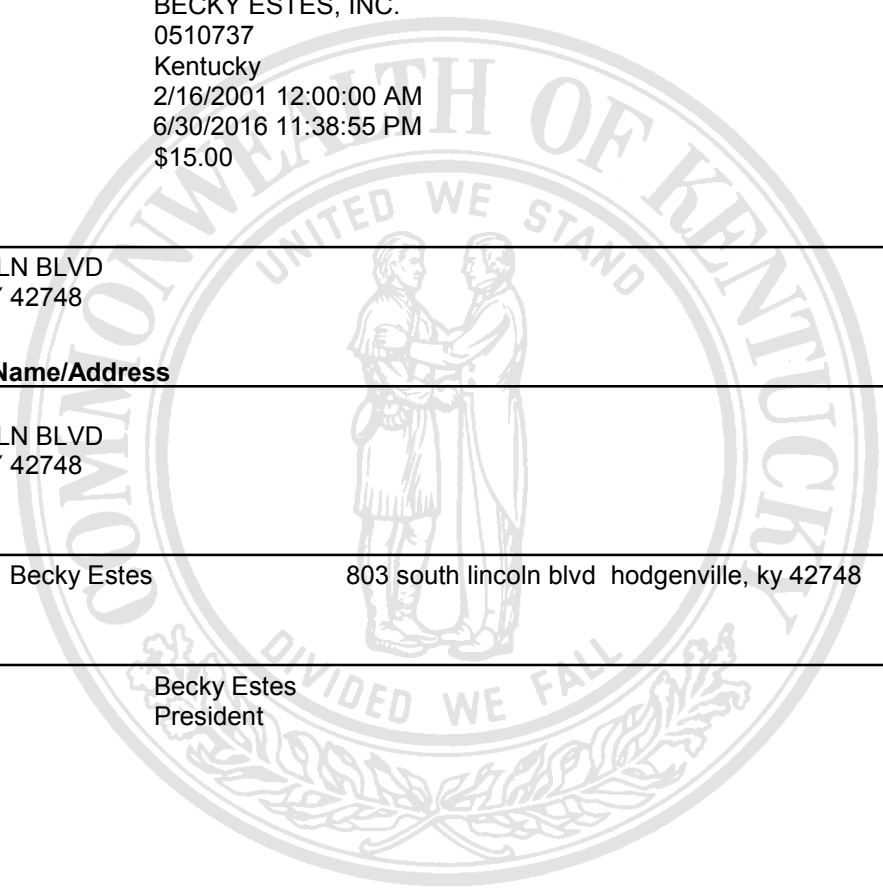 BECKY ESTES, INC.
0510737
Kentucky
2/16/2001 12:00:00 AM
6/30/2016 11:38:55 PM
$15.00
LN BLVD
42748
Name/Address
LN BLVD
42748
Becky Estes 803 south lincoln blvd hodgenville, ky 42748
Becky Estes
President
COMMONWEALTH OF KENTUCKY
UNITED WE STAND
DIVIDED WE FALL